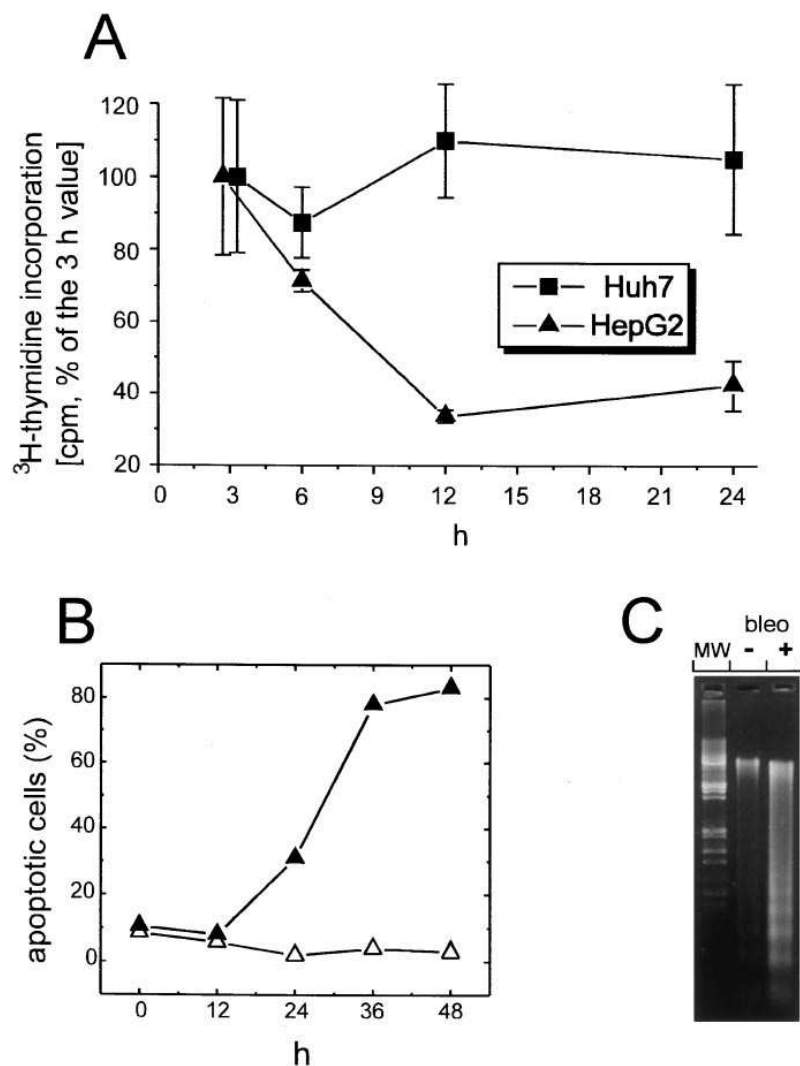 A
³H-thymidine incorporation
[cpm, % of the 3 h value]
120
100
80
60
40
20
0 3 6 9 12 15 18 21 24
h
Huh7
HepG2
B
apoptotic cells (%)
80
60
40
20
0
0 12 24 36 48
h
C
bleo
MW - +